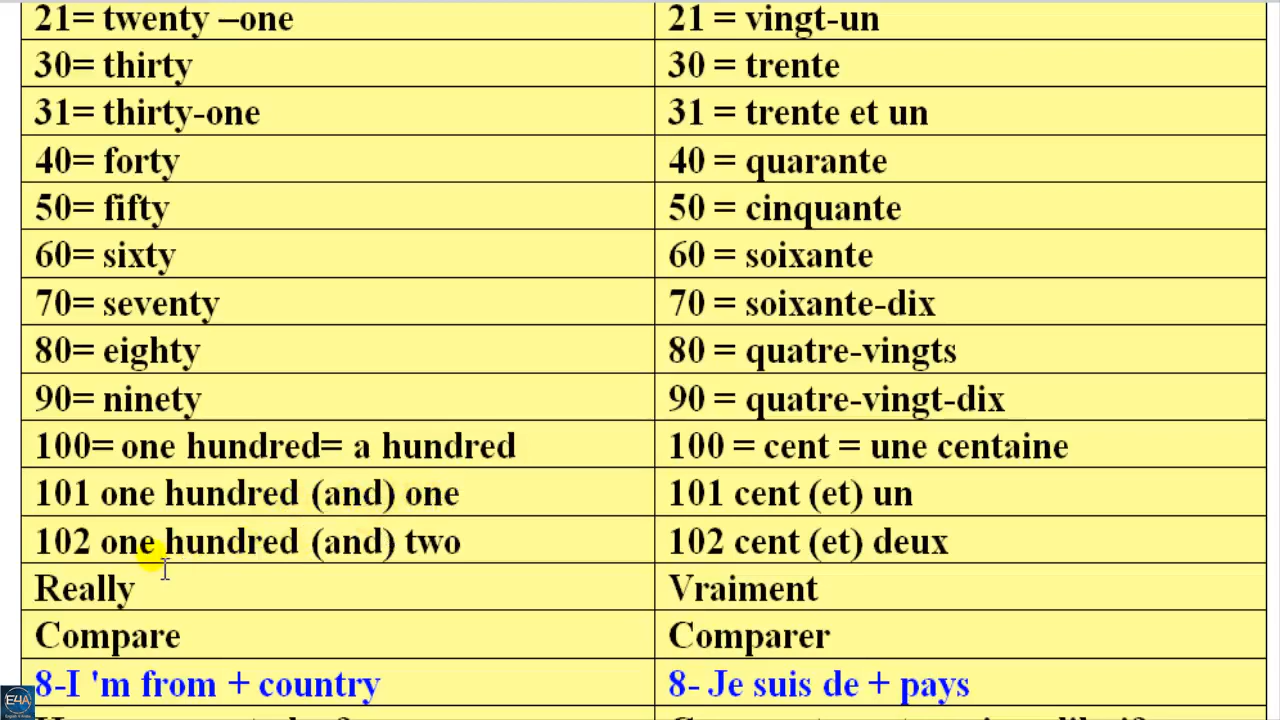 21= twenty –one
21 = vingt-un
30= thirty
30 = trente
31= thirty-one
31 = trente et un
40= forty
40 = quarante
50= fifty
50 = cinquante
60= sixty
60 = soixante
70= seventy
70 = soixante-dix
80= eighty
80 = quatre-vingts
90= ninety
90 = quatre-vingt-dix
100= one hundred= a hundred
100 = cent = une centaine
101 one hundred (and) one
101 cent (et) un
102 one hundred (and) two
102 cent (et) deux
Really
Vraiment
Compare
Comparer
8-I 'm from + country
8- Je suis de + pays
E4A